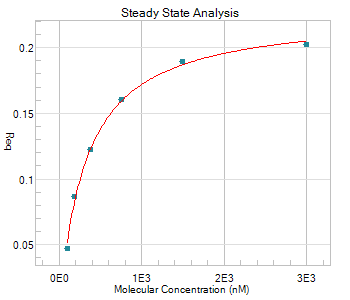 Steady State Analysis
0.2
0.15
0.1
0.05
Req
0E0
1E3
2E3
3E3
Molecular Concentration (nM)